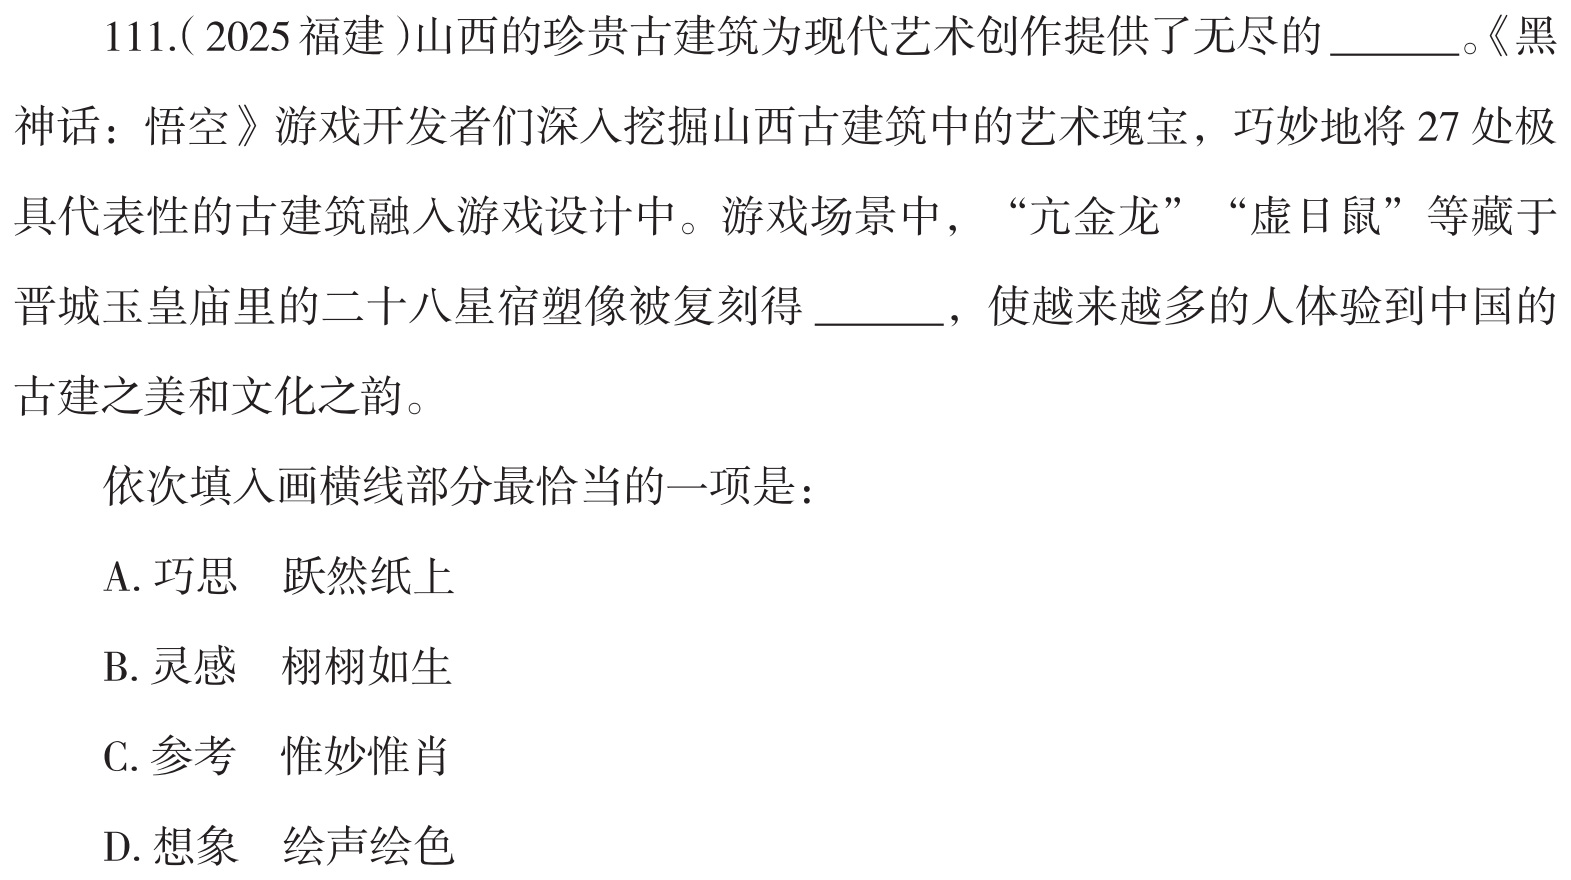 111.（2025福建）山西的珍贵古建筑为现代艺术创作提供了无尽的______。《黑
神话：悟空》游戏开发者们深入挖掘山西古建筑中的艺术瑰宝，巧妙地将 27 处极
具代表性的古建筑融入游戏设计中。游戏场景中，“亢金龙”“虚日鼠”等藏于
晋城玉皇庙里的二十八星宿塑像被复刻得______，使越来越多的人体验到中国的
古建之美和文化之韵。
依次填入画横线部分最恰当的一项是：
A. 巧思　跃然纸上
B. 灵感　栩栩如生
C. 参考　惟妙惟肖
D. 想象　绘声绘色